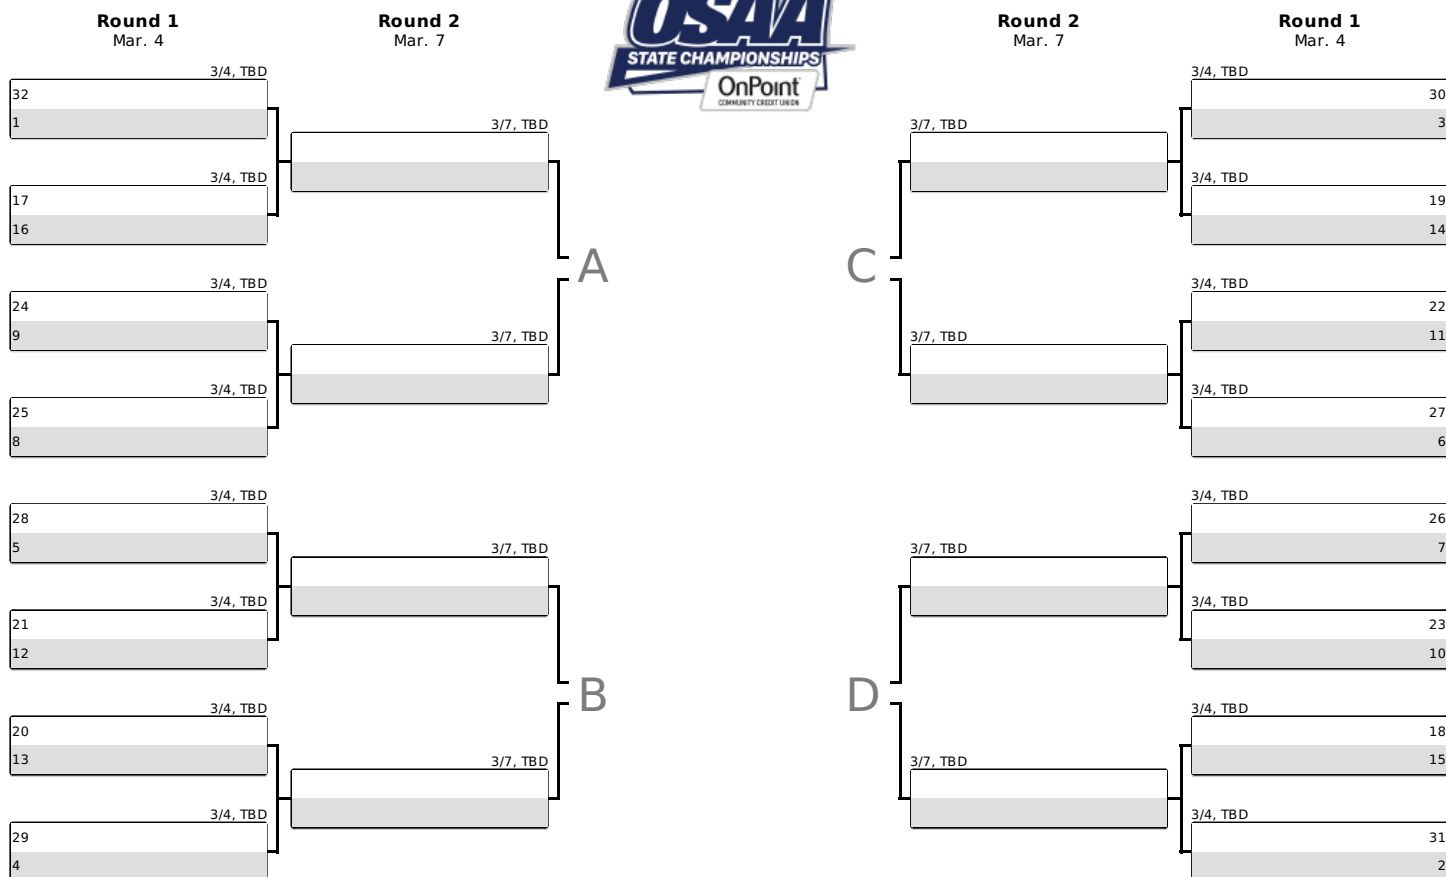 Round 1
Mar. 4
Round 2
Mar. 7
OSAA
STATE CHAMPIONSHIPS
OnPoint
COMMUNITY CREDIT UNION
Round 2
Mar. 7
Round 1
Mar. 4
3/4, TBD
32
1
3/4, TBD
17
16
3/4, TBD
24
9
3/4, TBD
25
8
3/4, TBD
28
5
3/4, TBD
21
12
3/4, TBD
20
13
3/4, TBD
29
4
3/7, TBD
3/7, TBD
3/7, TBD
3/7, TBD
A
B
C
D
3/7, TBD
3/7, TBD
3/7, TBD
3/7, TBD
3/4, TBD
30
3
3/4, TBD
19
14
3/4, TBD
22
11
3/4, TBD
27
6
3/4, TBD
26
7
3/4, TBD
23
10
3/4, TBD
18
15
3/4, TBD
31
2